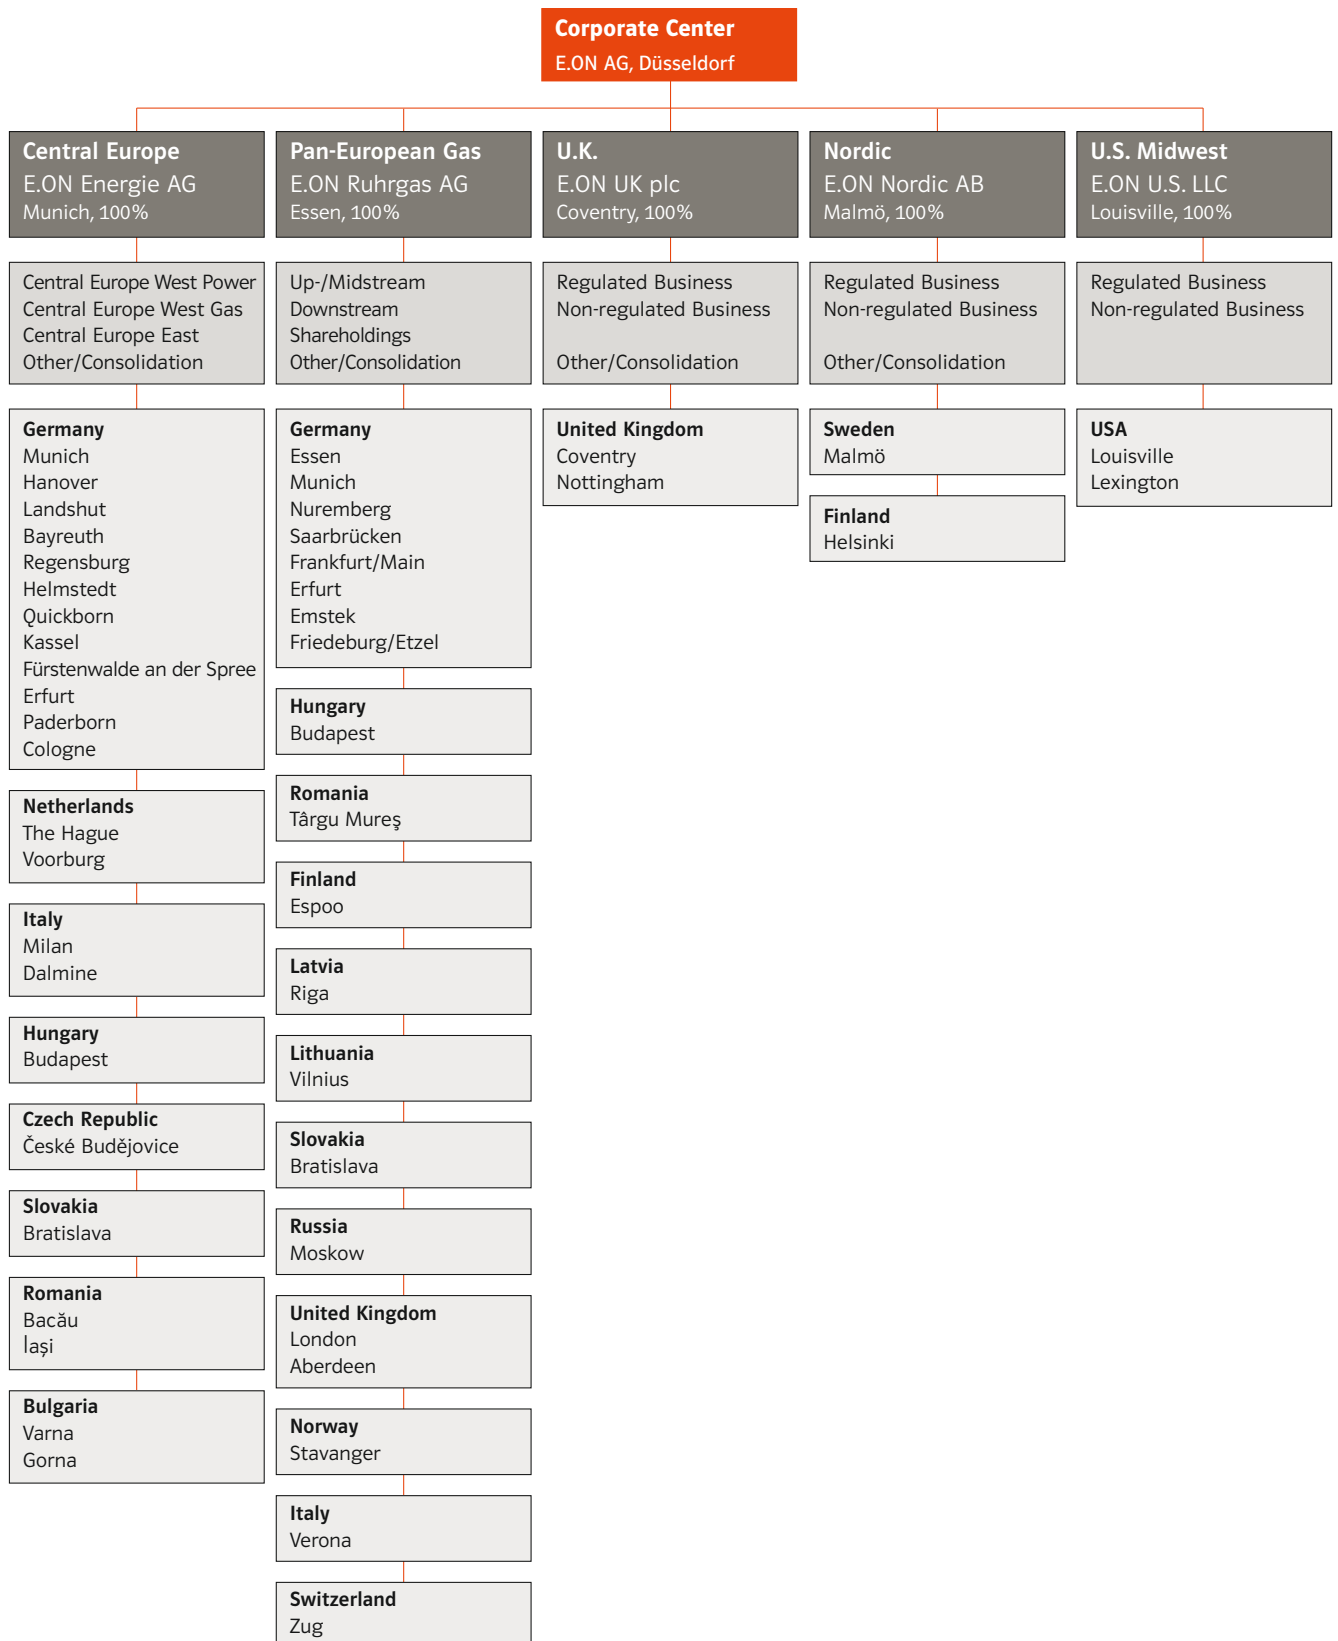 Corporate Center
E.ON AG, Düsseldorf
Central Europe
E.ON Energie AG
Munich, 100%
Central Europe West Power
Central Europe West Gas
Central Europe East
Other/Consolidation
Germany
Munich
Hanover
Landshut
Bayreuth
Regensburg
Helmstedt
Quickborn
Kassel
Fürstenwalde an der Spree
Erfurt
Paderborn
Cologne
Netherlands
The Hague
Voorburg
Italy
Milan
Dalmine
Hungary
Budapest
Czech Republic
České Budějovice
Slovakia
Bratislava
Romania
Bacău
Iași
Bulgaria
Varna
Gorna
Pan-European Gas
E.ON Ruhrgas AG
Essen, 100%
Up-/Midstream
Downstream
Shareholdings
Other/Consolidation
Germany
Essen
Munich
Nuremberg
Saarbrücken
Frankfurt/Main
Erfurt
Emstek
Friedeburg/Etzel
Hungary
Budapest
Romania
Târgu Mureş
Finland
Espoo
Latvia
Riga
Lithuania
Vilnius
Slovakia
Bratislava
Russia
Moskow
United Kingdom
London
Aberdeen
Norway
Stavanger
Italy
Verona
Switzerland
Zug
U.K.
E.ON UK plc
Coventry, 100%
Regulated Business
Non-regulated Business
Other/Consolidation
United Kingdom
Coventry
Nottingham
Nordic
E.ON Nordic AB
Malmö, 100%
Regulated Business
Non-regulated Business
Other/Consolidation
Sweden
Malmö
Finland
Helsinki
U.S. Midwest
E.ON U.S. LLC
Louisville, 100%
Regulated Business
Non-regulated Business
USA
Louisville
Lexington